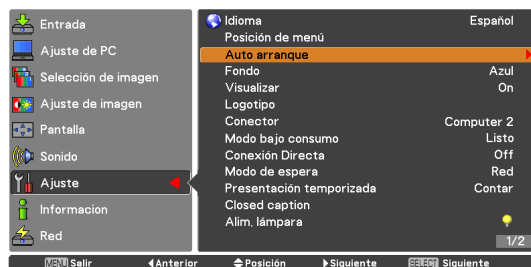 Entrada
Ajuste de PC
Selección de imagen
Ajuste de imagen
Pantalla
Sonido
Ajuste
Informacion
Red
Idioma Español
Posición de menú
Auto arranque
Fondo Azul
Visualizar On
Logotipo
Conector Computer 2
Modo bajo consumo Listo
Conexión Directa Off
Modo de espera Red
Presentación temporizada Contar
Closed caption
Alim. lámpara
1/2
MENU Salir Anterior Posición Siguiente SELECT Siguiente